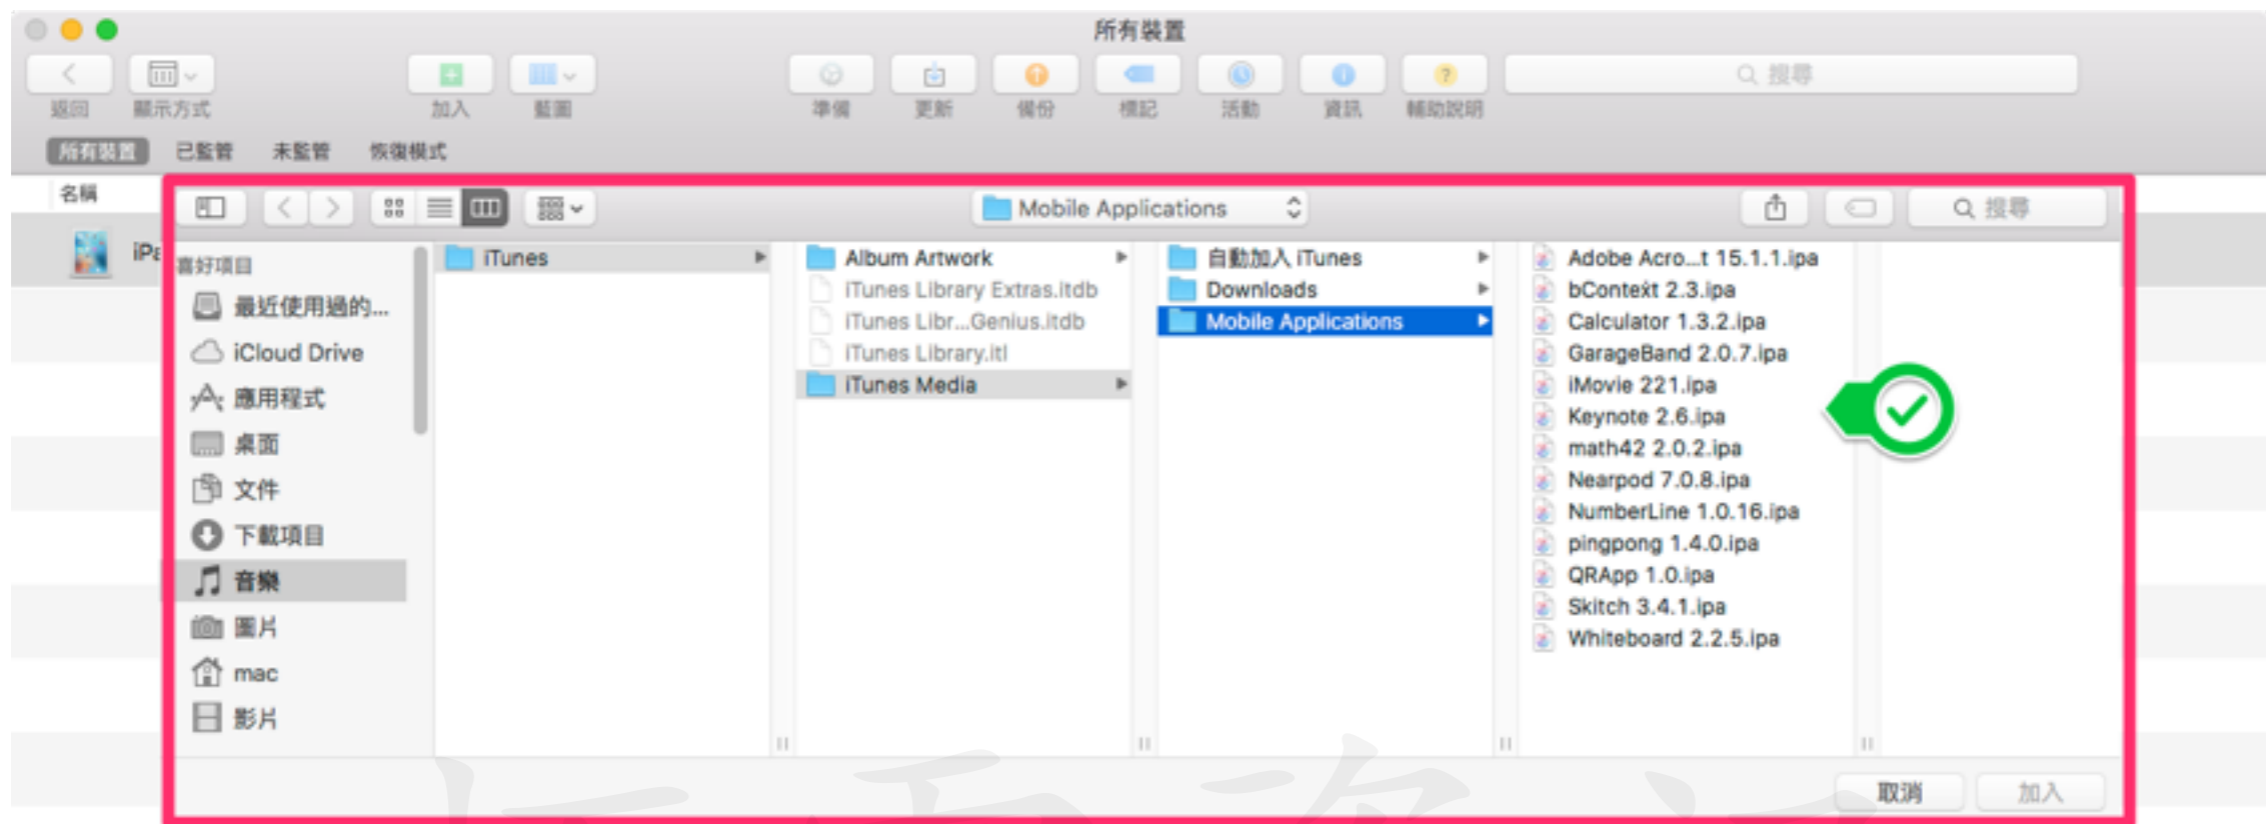 所有裝置
返回 顯示方式 加入 藍圖 準備 更新 備份 標記 活動 資訊 輔助說明 搜尋
所有裝置 已監管 未監管 恢復模式
名稱
iPa
Mobile Applications 搜尋
喜好項目
最近使用過的...
iCloud Drive
應用程式
桌面
文件
下載項目
音樂
圖片
mac
影片
iTunes
Album Artwork
iTunes Library Extras.itdb
iTunes Libr...Genius.itdb
iTunes Library.itl
iTunes Media
自動加入 iTunes
Downloads
Mobile Applications
Adobe Acro...t 15.1.1.ipa
bContext 2.3.ipa
Calculator 1.3.2.ipa
GarageBand 2.0.7.ipa
iMovie 221.ipa
Keynote 2.6.ipa
math42 2.0.2.ipa
Nearpod 7.0.8.ipa
NumberLine 1.0.16.ipa
pingpong 1.4.0.ipa
QRApp 1.0.ipa
Skitch 3.4.1.ipa
Whiteboard 2.2.5.ipa
取消 加入